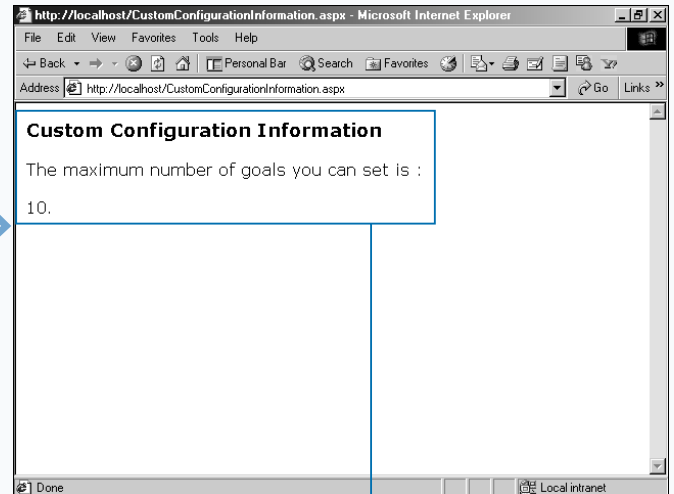 http://localhost/CustomConfigurationInformation.aspx - Microsoft Internet Explorer
File Edit View Favorites Tools Help
Back Personal Bar Search Favorites
Address http://localhost/CustomConfigurationInformation.aspx Go Links »
Custom Configuration Information
The maximum number of goals you can set is :
10.
Done Local intranet